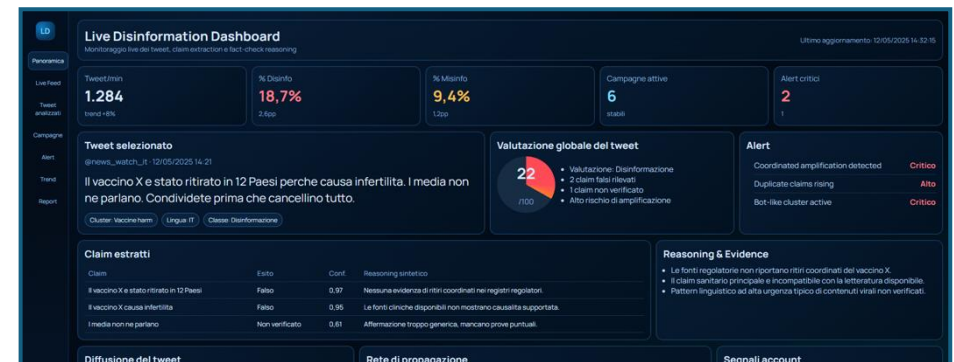 LD
Live Disinformation Dashboard
Monitoraggio live dei tweet, claim extraction e fact-check reasoning
Ultimo aggiornamento: 12/05/2025 14:32:15
Panoramica
Live Feed
Tweet
analizzati
Campagne
Alert
Trend
Report
Tweet/min
1.284
trend +8%
% Disinfo
18,7%
2,6pp
% Misinfo
9,4%
1,2pp
Campagne attive
6
stabili
Alert critici
2
1
Tweet selezionato
@news_watch_it · 12/05/2025 14:21
Il vaccino X e stato ritirato in 12 Paesi perche causa infertilita. I media non
ne parlano. Condividete prima che cancellino tutto.
Cluster: Vaccine harm
Lingua: IT
Classe: Disinformazione
Valutazione globale del tweet
22
/100
Valutazione: Disinformazione
2 claim falsi rilevati
1 claim non verificato
Alto rischio di amplificazione
Alert
Coordinated amplification detected Critico
Duplicate claims rising Alto
Bot-like cluster active Critico
Claim estratti
Claim Esito Conf. Reasoning sintetico
Il vaccino X e stato ritirato in 12 Paesi Falso 0,97 Nessuna evidenza di ritiri coordinati nei registri regolatori.
Il vaccino X causa infertilita Falso 0,95 Le fonti cliniche disponibili non mostrano causalita supportata.
I media non ne parlano Non verificato 0,61 Affermazione troppo generica, mancano prove puntuali.
Reasoning & Evidence
Le fonti regolatorie non riportano ritiri coordinati del vaccino X.
Il claim sanitario principale e incompatibile con la letteratura disponibile.
Pattern linguistico ad alta urgenza tipico di contenuti virali non verificati.
Diffusione del tweet
Rete di propagazione
Segnali account